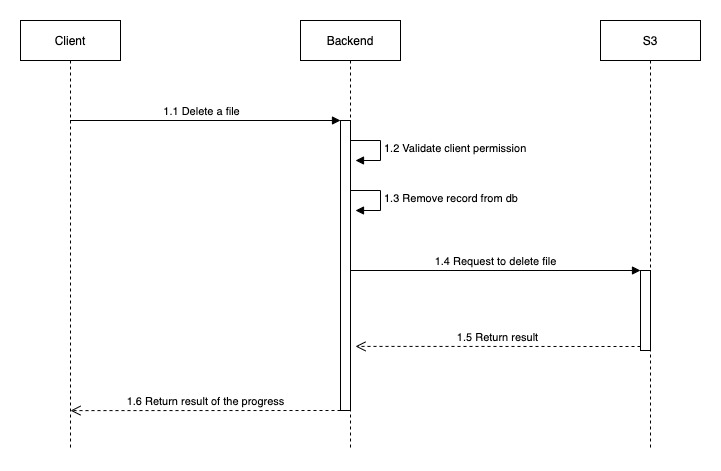 Client
Backend
S3
1.1 Delete a file
1.2 Validate client permission
1.3 Remove record from db
1.4 Request to delete file
1.5 Return result
1.6 Return result of the progress